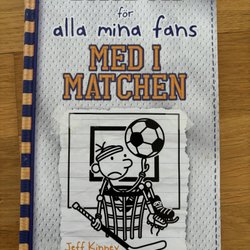 för
alla mina fans
MED I
MATCHEN
Jeff Kinney